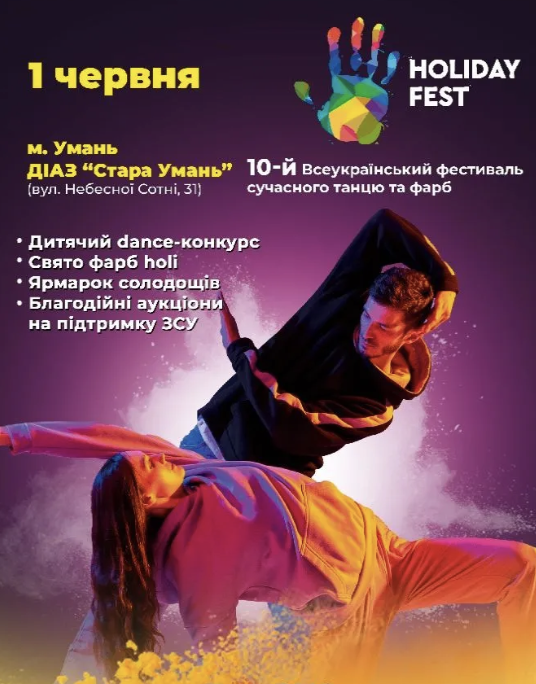 1 червня
HOLIDAY
FEST
м. Умань
ДІАЗ “Стара Умань”
(вул. Небесної Сотні, 31)
10-й Всеукраїнський фестиваль
сучасного танцю та фарб
• Дитячий dance-конкурс
• Свято фарб holi
• Ярмарок солодощів
• Благодійні аукціони
на підтримку ЗСУ